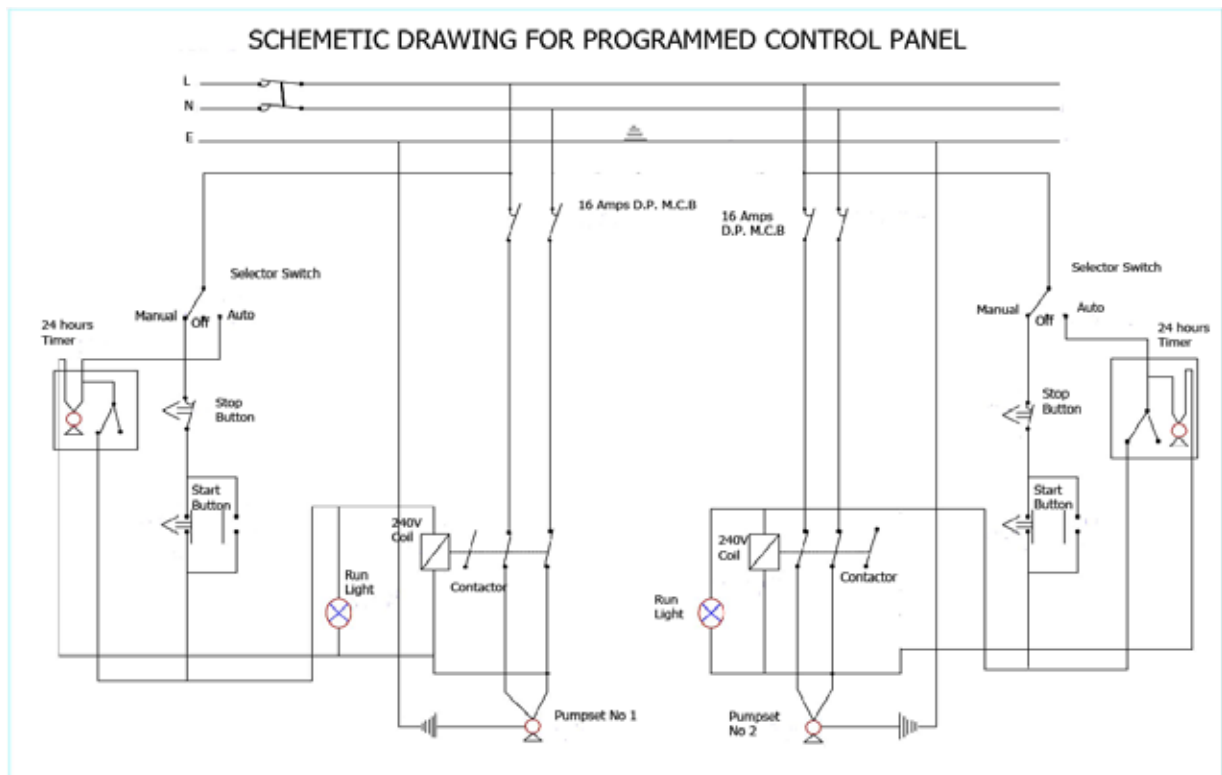 SCHEMETIC DRAWING FOR PROGRAMMED CONTROL PANEL
L
N
E
16 Amps D.P. M.C.B
16 Amps
D.P. M.C.B
Selector Switch
Manual
Off
Auto
24 hours
Timer
Stop
Button
Start
Button
240V
Coil
Contactor
Run
Light
Pumpset No 1
Selector Switch
Manual
Off
Auto
24 hours
Timer
Stop
Button
Start
Button
240V
Coil
Contactor
Run
Light
Pumpset
No 2